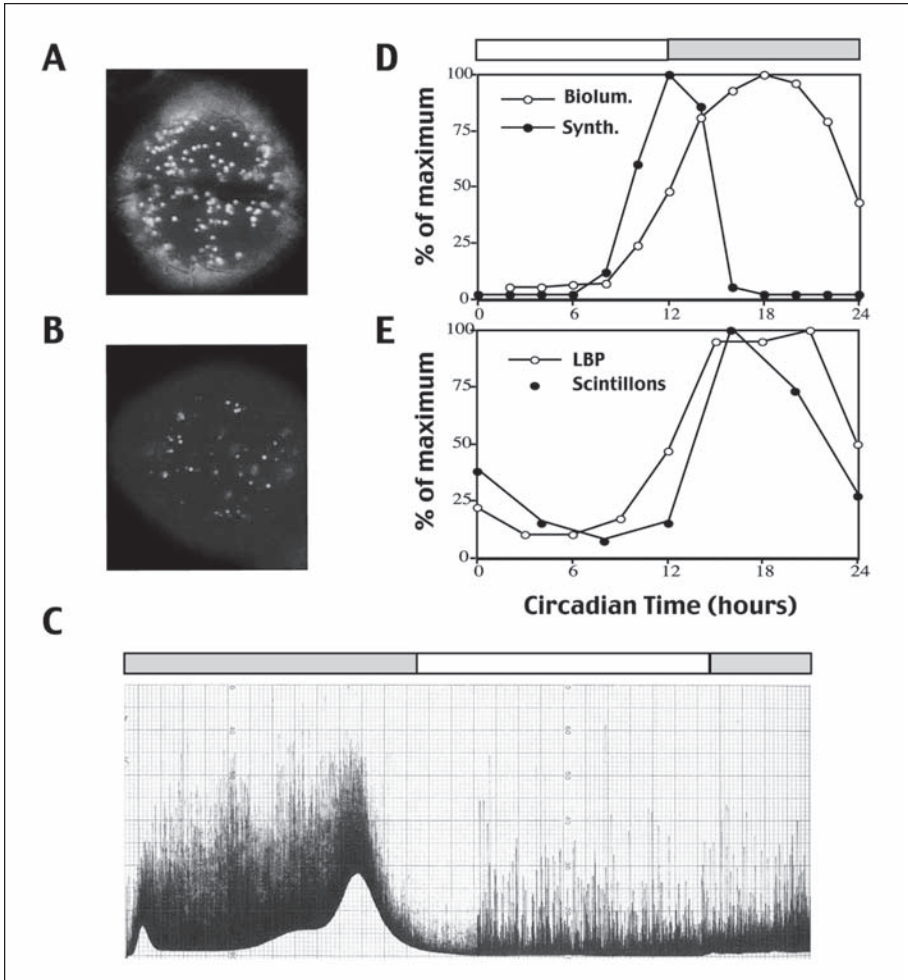 A
B
D
100
75
50
25
0
% of maximum
Biolum.
Synth.
0 6 12 18 24
E
100
75
50
25
0
% of maximum
LBP
Scintillons
0 6 12 18 24
Circadian Time (hours)
C